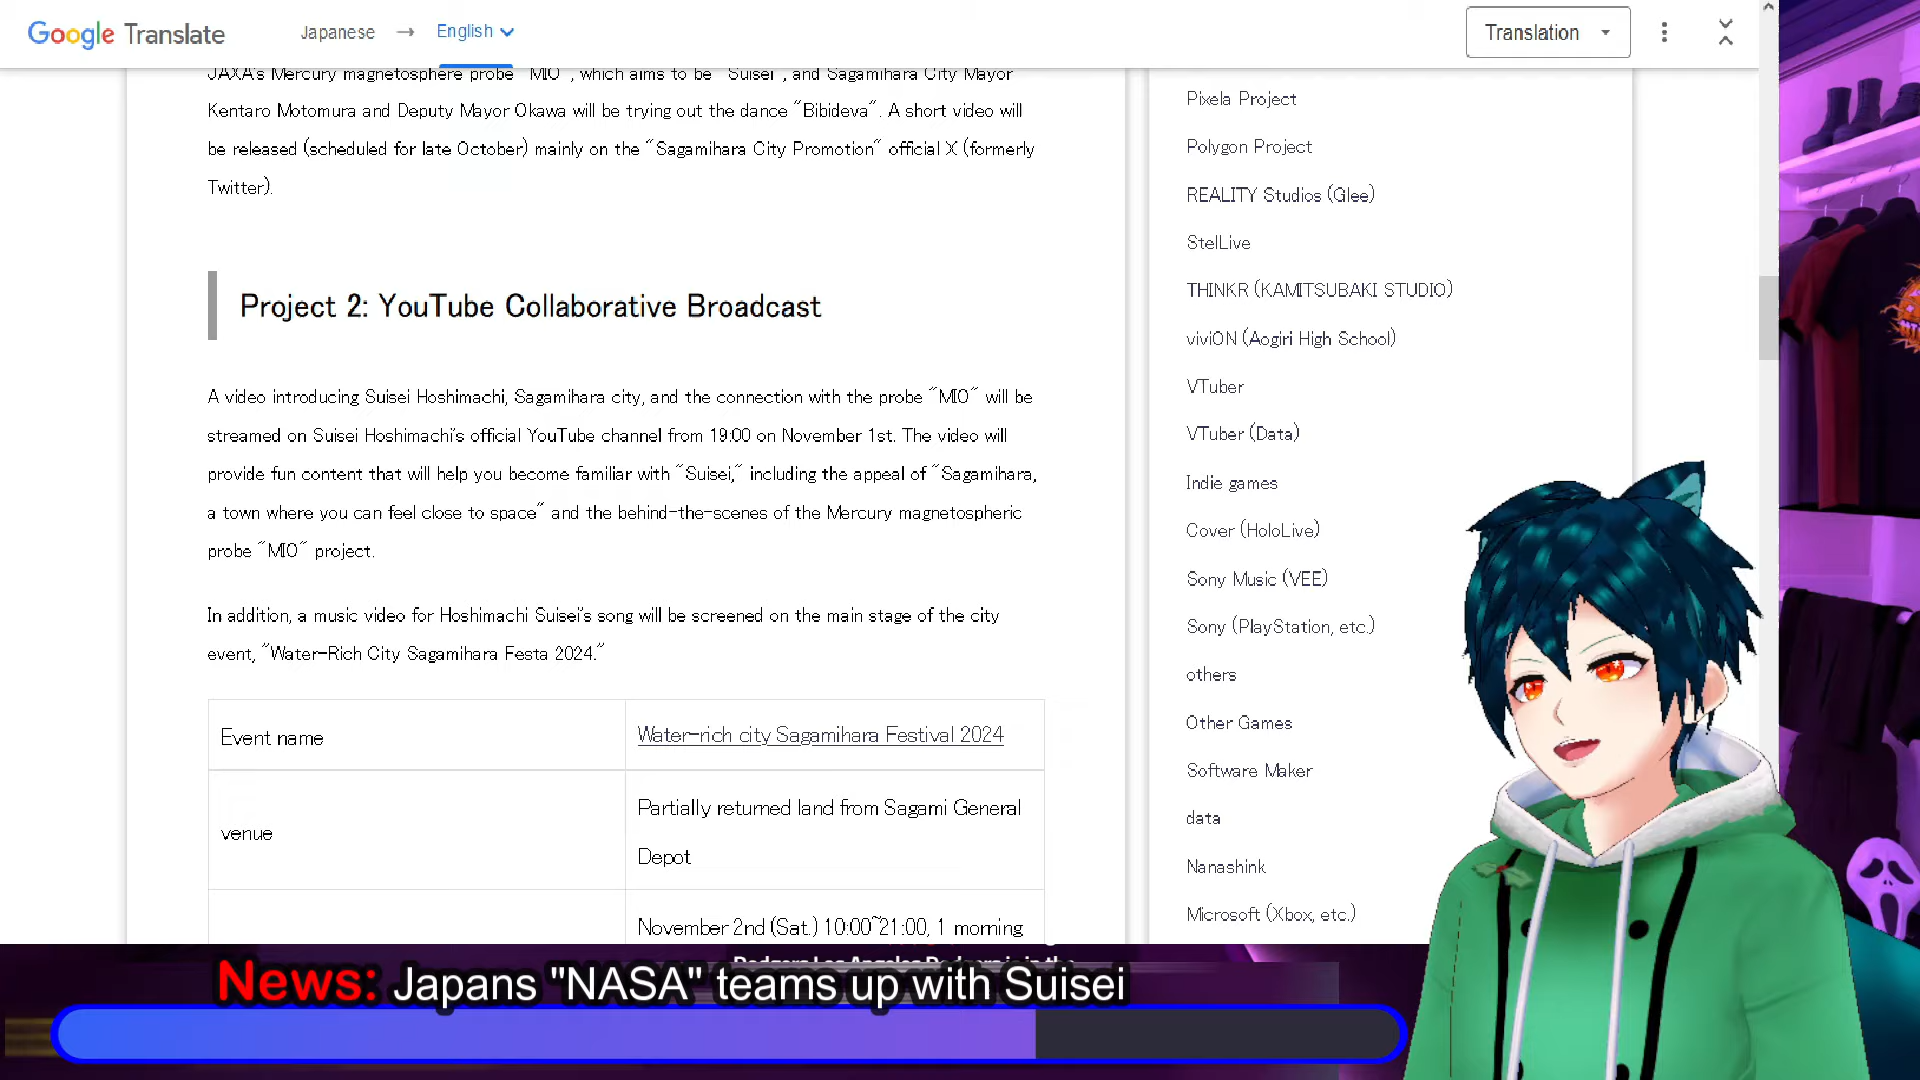 Google Translate
Japanese → English
Translation
JAXA's Mercury magnetosphere probe "MIO", which aims to be "Suisei", and Sagamihara City Mayor
Kentaro Motomura and Deputy Mayor Okawa will be trying out the dance "Bibideva". A short video will
be released (scheduled for late October) mainly on the "Sagamihara City Promotion" official X (formerly
Twitter).
Project 2: YouTube Collaborative Broadcast
A video introducing Suisei Hoshimachi, Sagamihara city, and the connection with the probe "MIO" will be
streamed on Suisei Hoshimachi's official YouTube channel from 19:00 on November 1st. The video will
provide fun content that will help you become familiar with "Suisei," including the appeal of "Sagamihara,
a town where you can feel close to space" and the behind-the-scenes of the Mercury magnetospheric
probe "MIO" project.
In addition, a music video for Hoshimachi Suisei's song will be screened on the main stage of the city
event, "Water-Rich City Sagamihara Festa 2024."
Event name
Water-rich city Sagamihara Festival 2024
venue
Partially returned land from Sagami General
Depot
November 2nd (Sat.) 10:00~21:00, 1 morning
Pixela Project
Polygon Project
REALITY Studios (Glee)
StelLive
THINKR (KAMITSUBAKI STUDIO)
viviON (Aogiri High School)
VTuber
VTuber (Data)
Indie games
Cover (HoloLive)
Sony Music (VEE)
Sony (PlayStation, etc.)
others
Other Games
Software Maker
data
Nanashink
Microsoft (Xbox, etc.)
News: Japans "NASA" teams up with Suisei